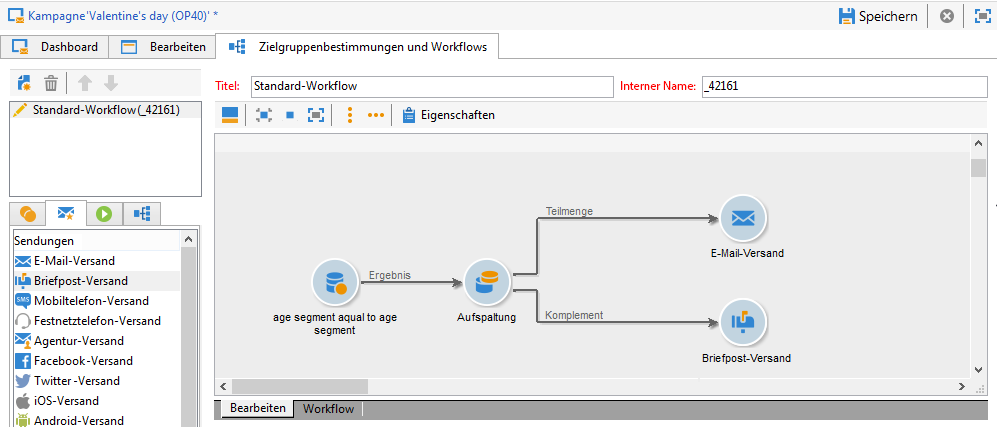 Kampagne'Valentine's day (OP40)' *
Speichern
Dashboard
Bearbeiten
Zielgruppenbestimmungen und Workflows
Titel:
Standard-Workflow
Interner Name:
_42161
Standard-Workflow(_42161)
Eigenschaften
Sendungen
E-Mail-Versand
Briefpost-Versand
SMS
Mobiltelefon-Versand
Festnetztelefon-Versand
Agentur-Versand
Facebook-Versand
Twitter-Versand
iOS-Versand
Android-Versand
Teilmenge
E-Mail-Versand
Ergebnis
age segment aqual to age
segment
Aufspaltung
Komplement
Briefpost-Versand
Bearbeiten
Workflow